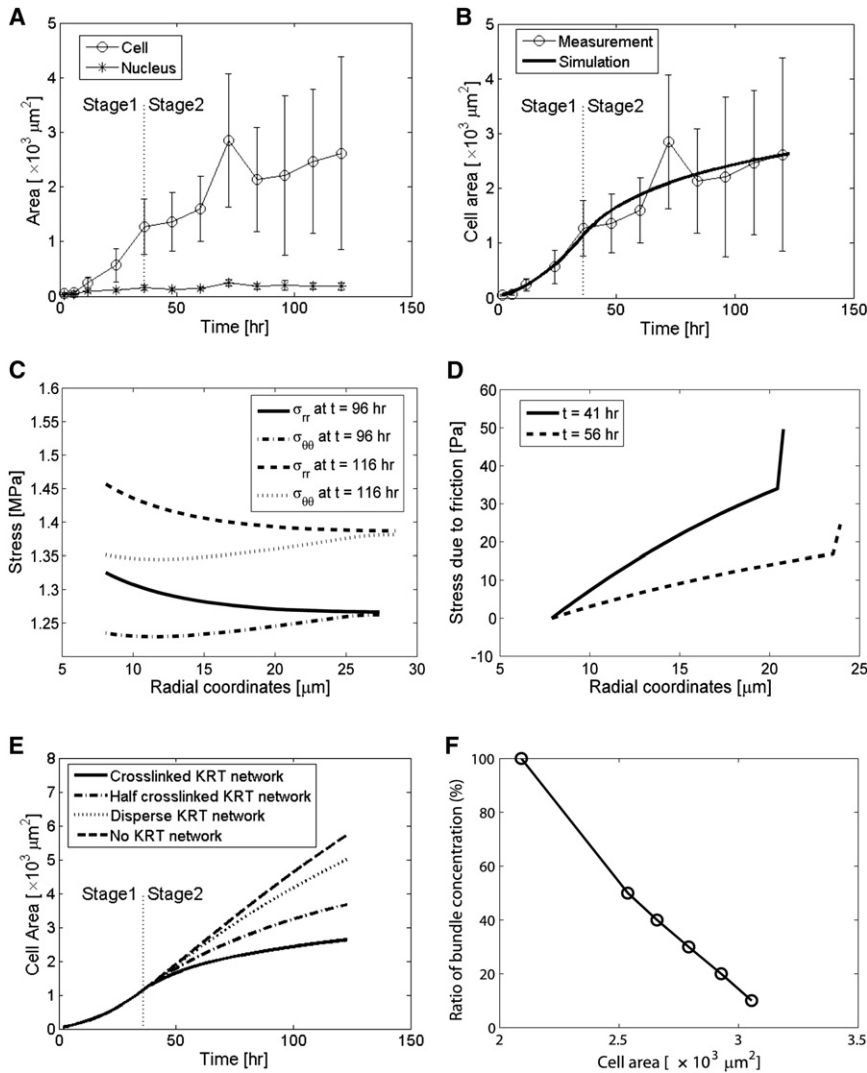 A
Cell
Nucleus
Stage1
Stage2
Area [ ×10³ μm²]
5
4
3
2
1
0
0
50
100
150
Time [hr]
B
Measurement
Simulation
Stage1
Stage2
Cell area [ ×10³ μm²]
5
4
3
2
1
0
0
50
100
150
Time [hr]
C
σrr at t = 96 hr
σθθ at t = 96 hr
σrr at t = 116 hr
σθθ at t = 116 hr
Stress [MPa]
1.6
1.55
1.5
1.45
1.4
1.35
1.3
1.25
5
10
15
20
25
30
Radial coordinates [μm]
D
t = 41 hr
t = 56 hr
Stress due to friction [Pa]
60
50
40
30
20
10
0
-10
5
10
15
20
25
Radial coordinates [μm]
E
Crosslinked KRT network
Half crosslinked KRT network
Disperse KRT network
No KRT network
Stage1
Stage2
Cell Area [ ×10³ μm²]
8
7
6
5
4
3
2
1
0
0
50
100
150
Time [hr]
F
Ratio of bundle concentration (%)
100
80
60
40
20
0
2
2.5
3
3.5
Cell area [ × 10³ μm²]